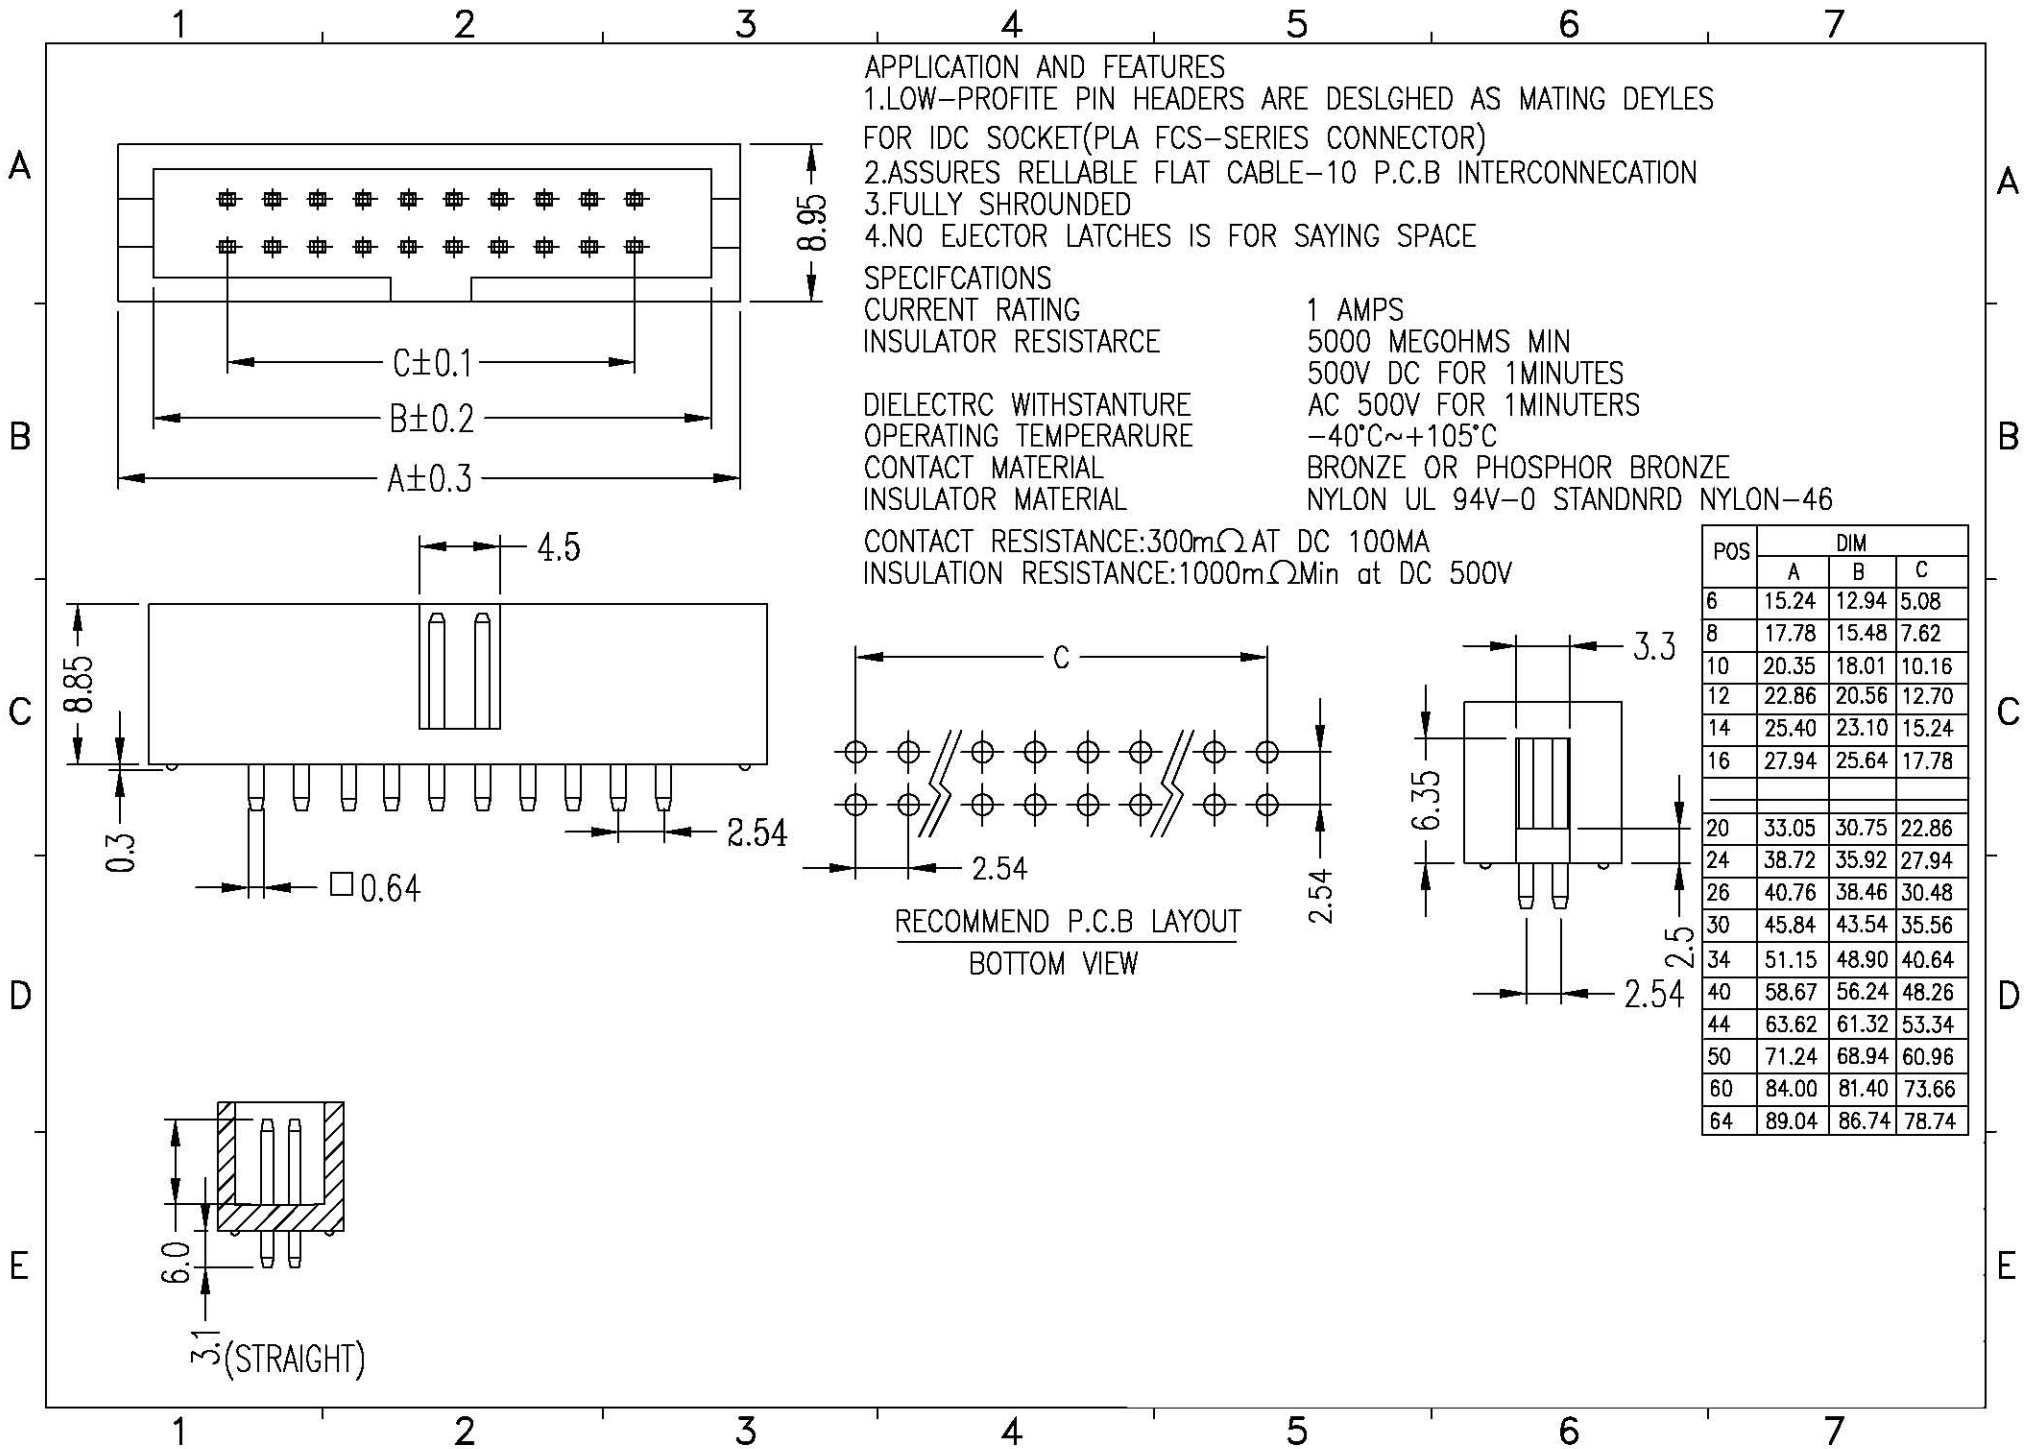 1 2 3 4 5 6 7
A
B
C
D
E
A
B
C
D
E
8.95
C±0.1
B±0.2
A±0.3
APPLICATION AND FEATURES
1.LOW-PROFITE PIN HEADERS ARE DESLGHED AS MATING DEYLES
FOR IDC SOCKET(PLA FCS-SERIES CONNECTOR)
2.ASSURES RELLABLE FLAT CABLE-10 P.C.B INTERCONNECATION
3.FULLY SHROUNDED
4.NO EJECTOR LATCHES IS FOR SAYING SPACE
SPECIFCATIONS
CURRENT RATING 1 AMPS
INSULATOR RESISTARCE 5000 MEGOHMS MIN
500V DC FOR 1MINUTES
DIELECTRC WITHSTANTURE AC 500V FOR 1MINUTERS
OPERATING TEMPERARURE -40°C~+105°C
CONTACT MATERIAL BRONZE OR PHOSPHOR BRONZE
INSULATOR MATERIAL NYLON UL 94V-0 STANDNRD NYLON-46
CONTACT RESISTANCE:300mΩ AT DC 100MA
INSULATION RESISTANCE:1000mΩMin at DC 500V
4.5
8.85
0.3
□0.64
2.54
C
2.54
2.54
RECOMMEND P.C.B LAYOUT
BOTTOM VIEW
3.3
6.35
2.5
2.54
POS DIM
A B C
6 15.24 12.94 5.08
8 17.78 15.48 7.62
10 20.35 18.01 10.16
12 22.86 20.56 12.70
14 25.40 23.10 15.24
16 27.94 25.64 17.78
20 33.05 30.75 22.86
24 38.72 35.92 27.94
26 40.76 38.46 30.48
30 45.84 43.54 35.56
34 51.15 48.90 40.64
40 58.67 56.24 48.26
44 63.62 61.32 53.34
50 71.24 68.94 60.96
60 84.00 81.40 73.66
64 89.04 86.74 78.74
6.0
3.1
(STRAIGHT)
1 2 3 4 5 6 7